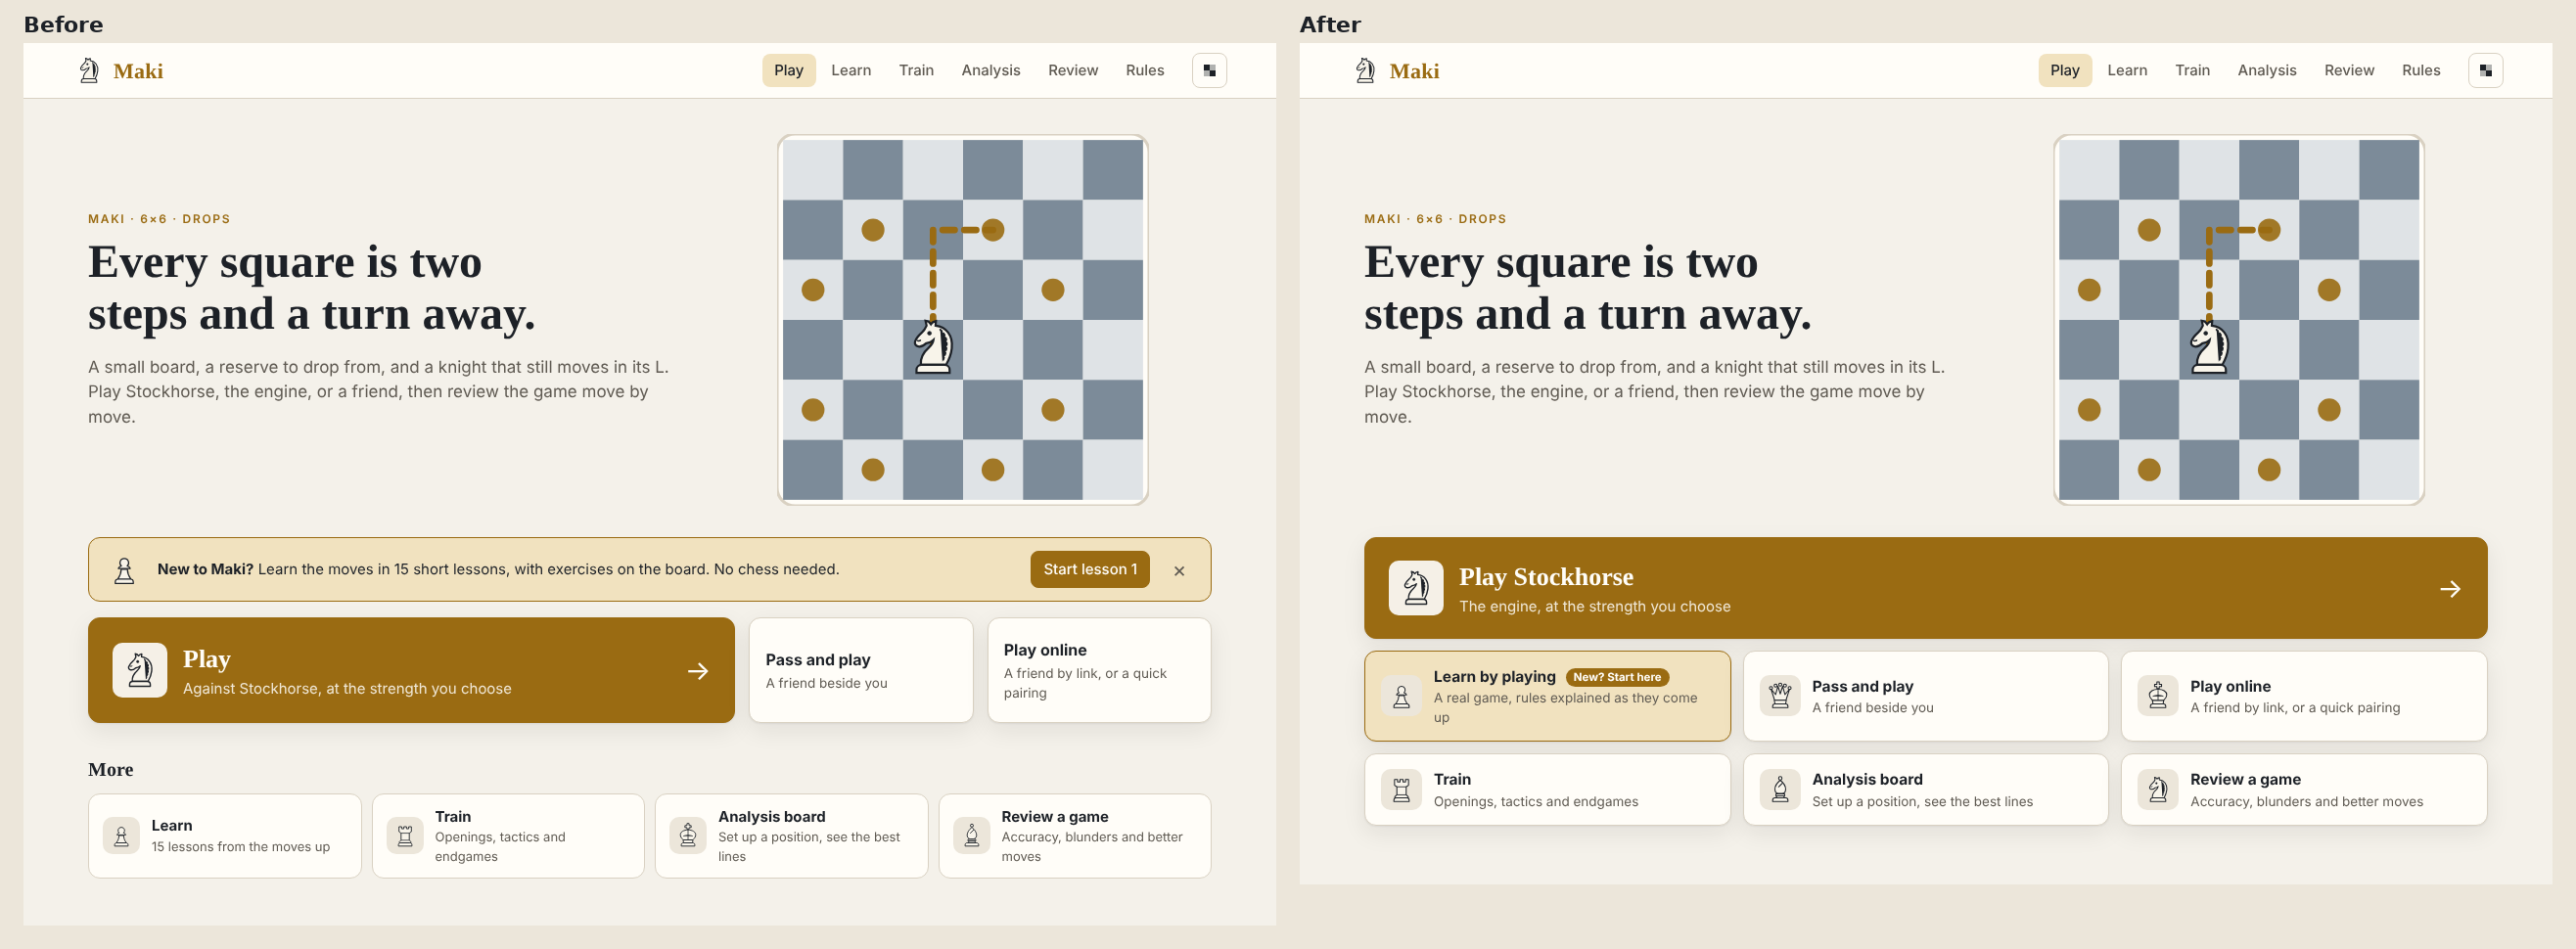 Before
Maki
Play
Learn
Train
Analysis
Review
Rules
MAKI · 6×6 · DROPS
Every square is two
steps and a turn away.
A small board, a reserve to drop from, and a knight that still moves in its L.
Play Stockhorse, the engine, or a friend, then review the game move by
move.
New to Maki? Learn the moves in 15 short lessons, with exercises on the board. No chess needed.
Start lesson 1
×
Play
Against Stockhorse, at the strength you choose
→
Pass and play
A friend beside you
Play online
A friend by link, or a quick
pairing
More
Learn
15 lessons from the moves up
Train
Openings, tactics and
endgames
Analysis board
Set up a position, see the best
lines
Review a game
Accuracy, blunders and better
moves
After
Maki
Play
Learn
Train
Analysis
Review
Rules
MAKI · 6×6 · DROPS
Every square is two
steps and a turn away.
A small board, a reserve to drop from, and a knight that still moves in its L.
Play Stockhorse, the engine, or a friend, then review the game move by
move.
Play Stockhorse
The engine, at the strength you choose
→
Learn by playing
New? Start here
A real game, rules explained as they come
up
Pass and play
A friend beside you
Play online
A friend by link, or a quick pairing
Train
Openings, tactics and endgames
Analysis board
Set up a position, see the best lines
Review a game
Accuracy, blunders and better moves